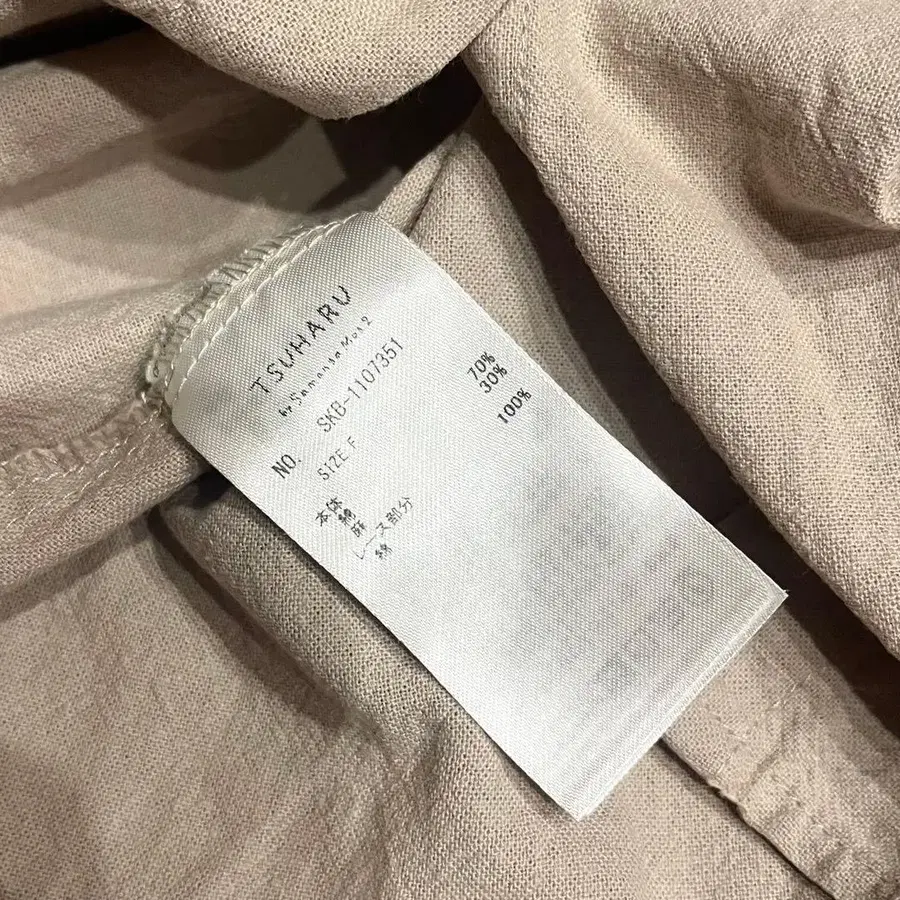 TSUHARU
by Samansa Mos2
NO. SKB-1107351
SIZE F
本体
綿 70%
麻 30%
レース部分
綿 100%